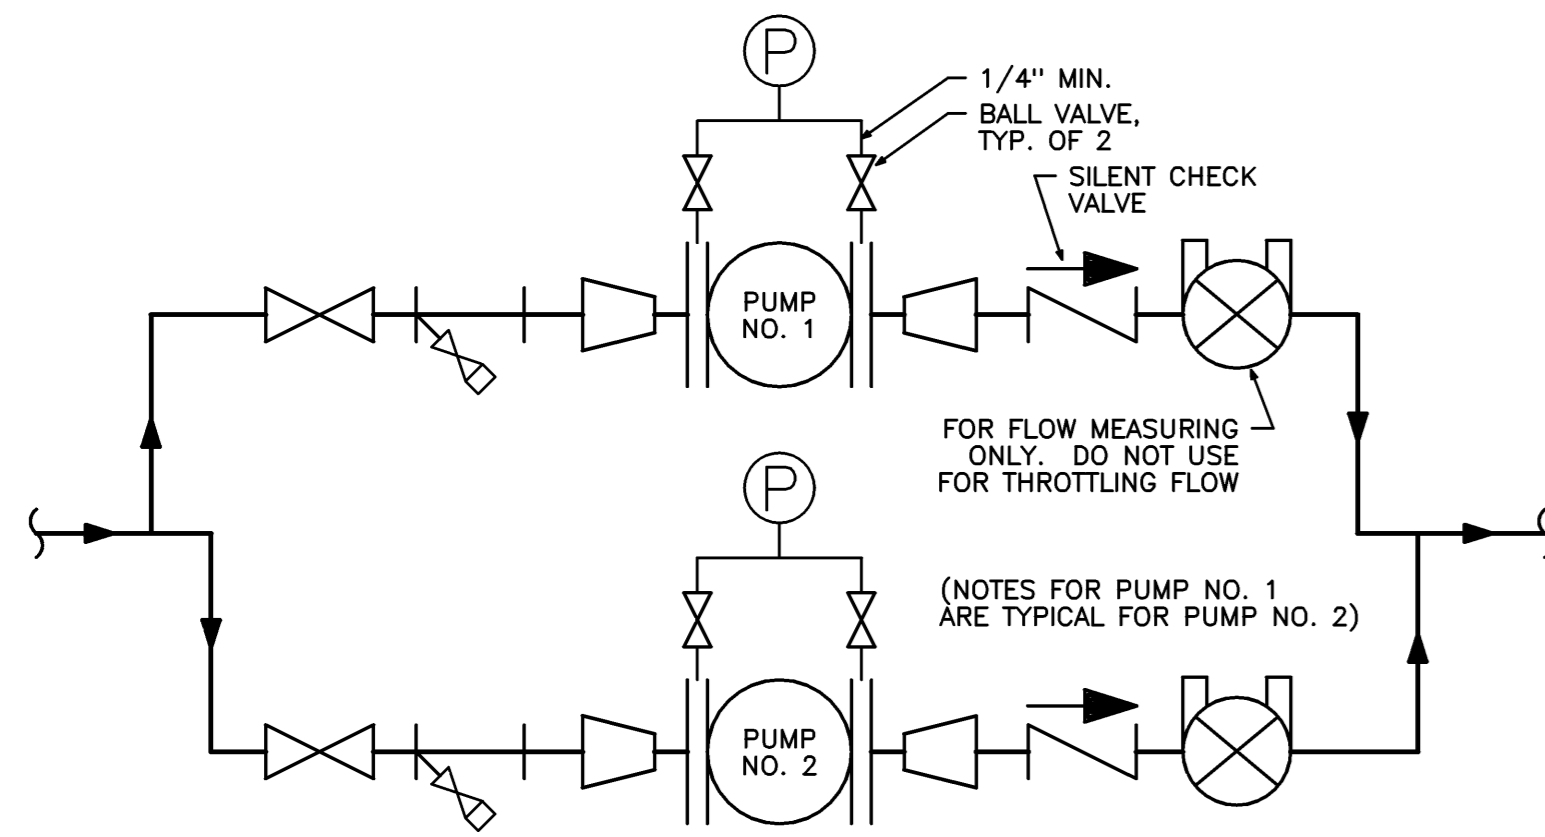 P
1/4" MIN.
BALL VALVE,
TYP. OF 2
SILENT CHECK
VALVE
PUMP
NO. 1
FOR FLOW MEASURING
ONLY.  DO NOT USE
FOR THROTTLING FLOW
P
(NOTES FOR PUMP NO. 1
ARE TYPICAL FOR PUMP NO. 2)
PUMP
NO. 2